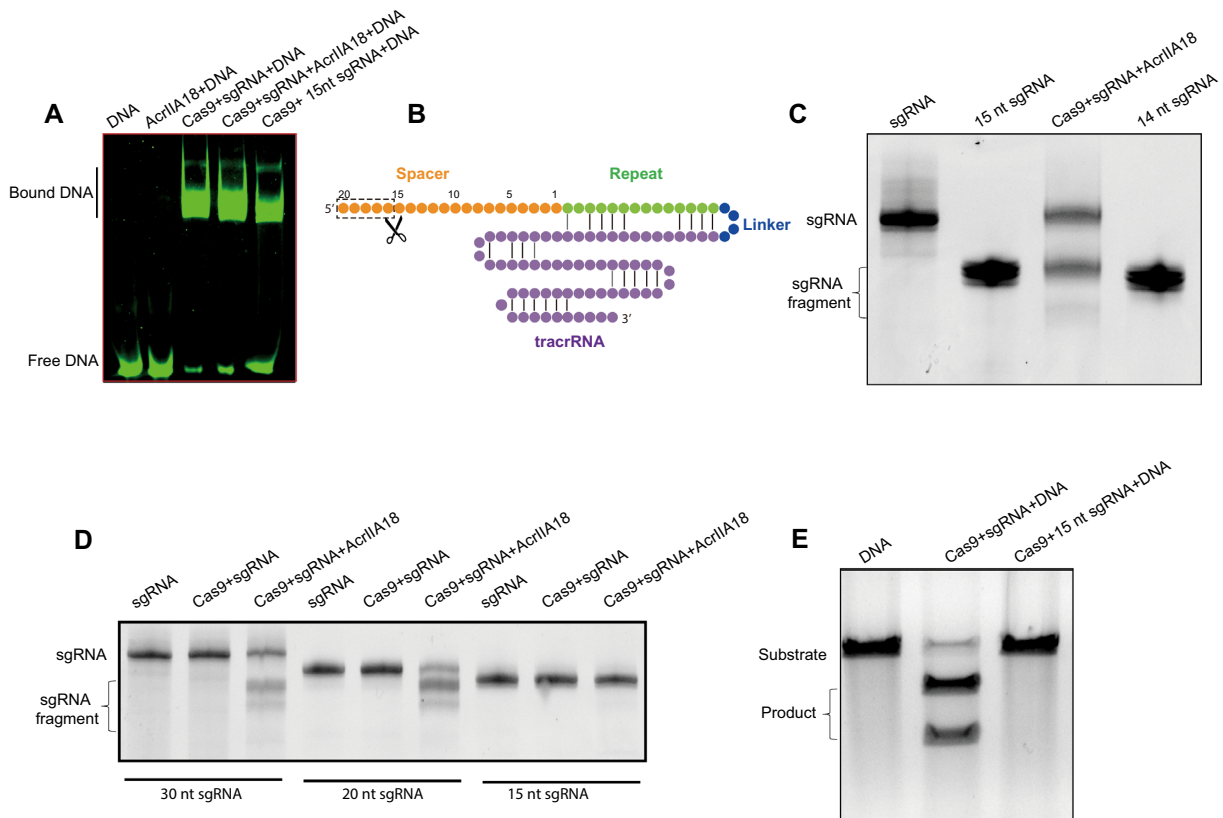 A
DNA
AcrIIA18+DNA
Cas9+sgRNA+DNA
Cas9+sgRNA+AcrIIA18+DNA
Cas9+ 15nt sgRNA+DNA
Bound DNA
Free DNA
B
Spacer
Repeat
20
15
10
5
1
5′
Linker
3′
tracrRNA
C
sgRNA
15 nt sgRNA
Cas9+sgRNA+AcrIIA18
14 nt sgRNA
sgRNA
sgRNA
fragment
D
sgRNA
Cas9+sgRNA
Cas9+sgRNA+AcrIIA18
sgRNA
Cas9+sgRNA
Cas9+sgRNA+AcrIIA18
sgRNA
Cas9+sgRNA
Cas9+sgRNA+AcrIIA18
sgRNA
sgRNA
fragment
30 nt sgRNA
20 nt sgRNA
15 nt sgRNA
E
DNA
Cas9+sgRNA+DNA
Cas9+15 nt sgRNA+DNA
Substrate
Product